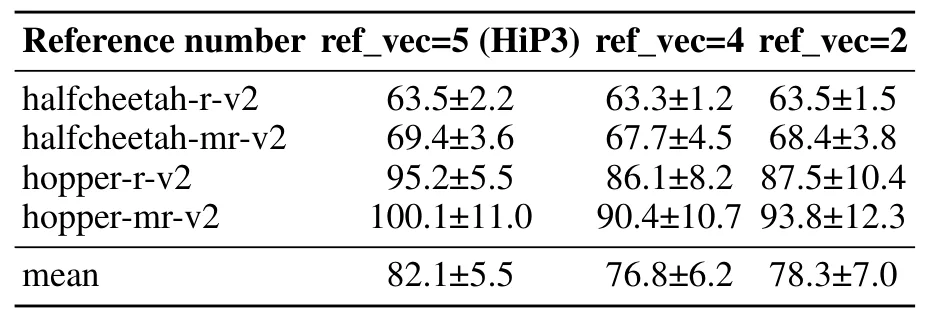 Reference number ref_vec=5 (HiP3) ref_vec=4 ref_vec=2
halfcheetah-r-v2 63.5±2.2 63.3±1.2 63.5±1.5
halfcheetah-mr-v2 69.4±3.6 67.7±4.5 68.4±3.8
hopper-r-v2 95.2±5.5 86.1±8.2 87.5±10.4
hopper-mr-v2 100.1±11.0 90.4±10.7 93.8±12.3
mean 82.1±5.5 76.8±6.2 78.3±7.0